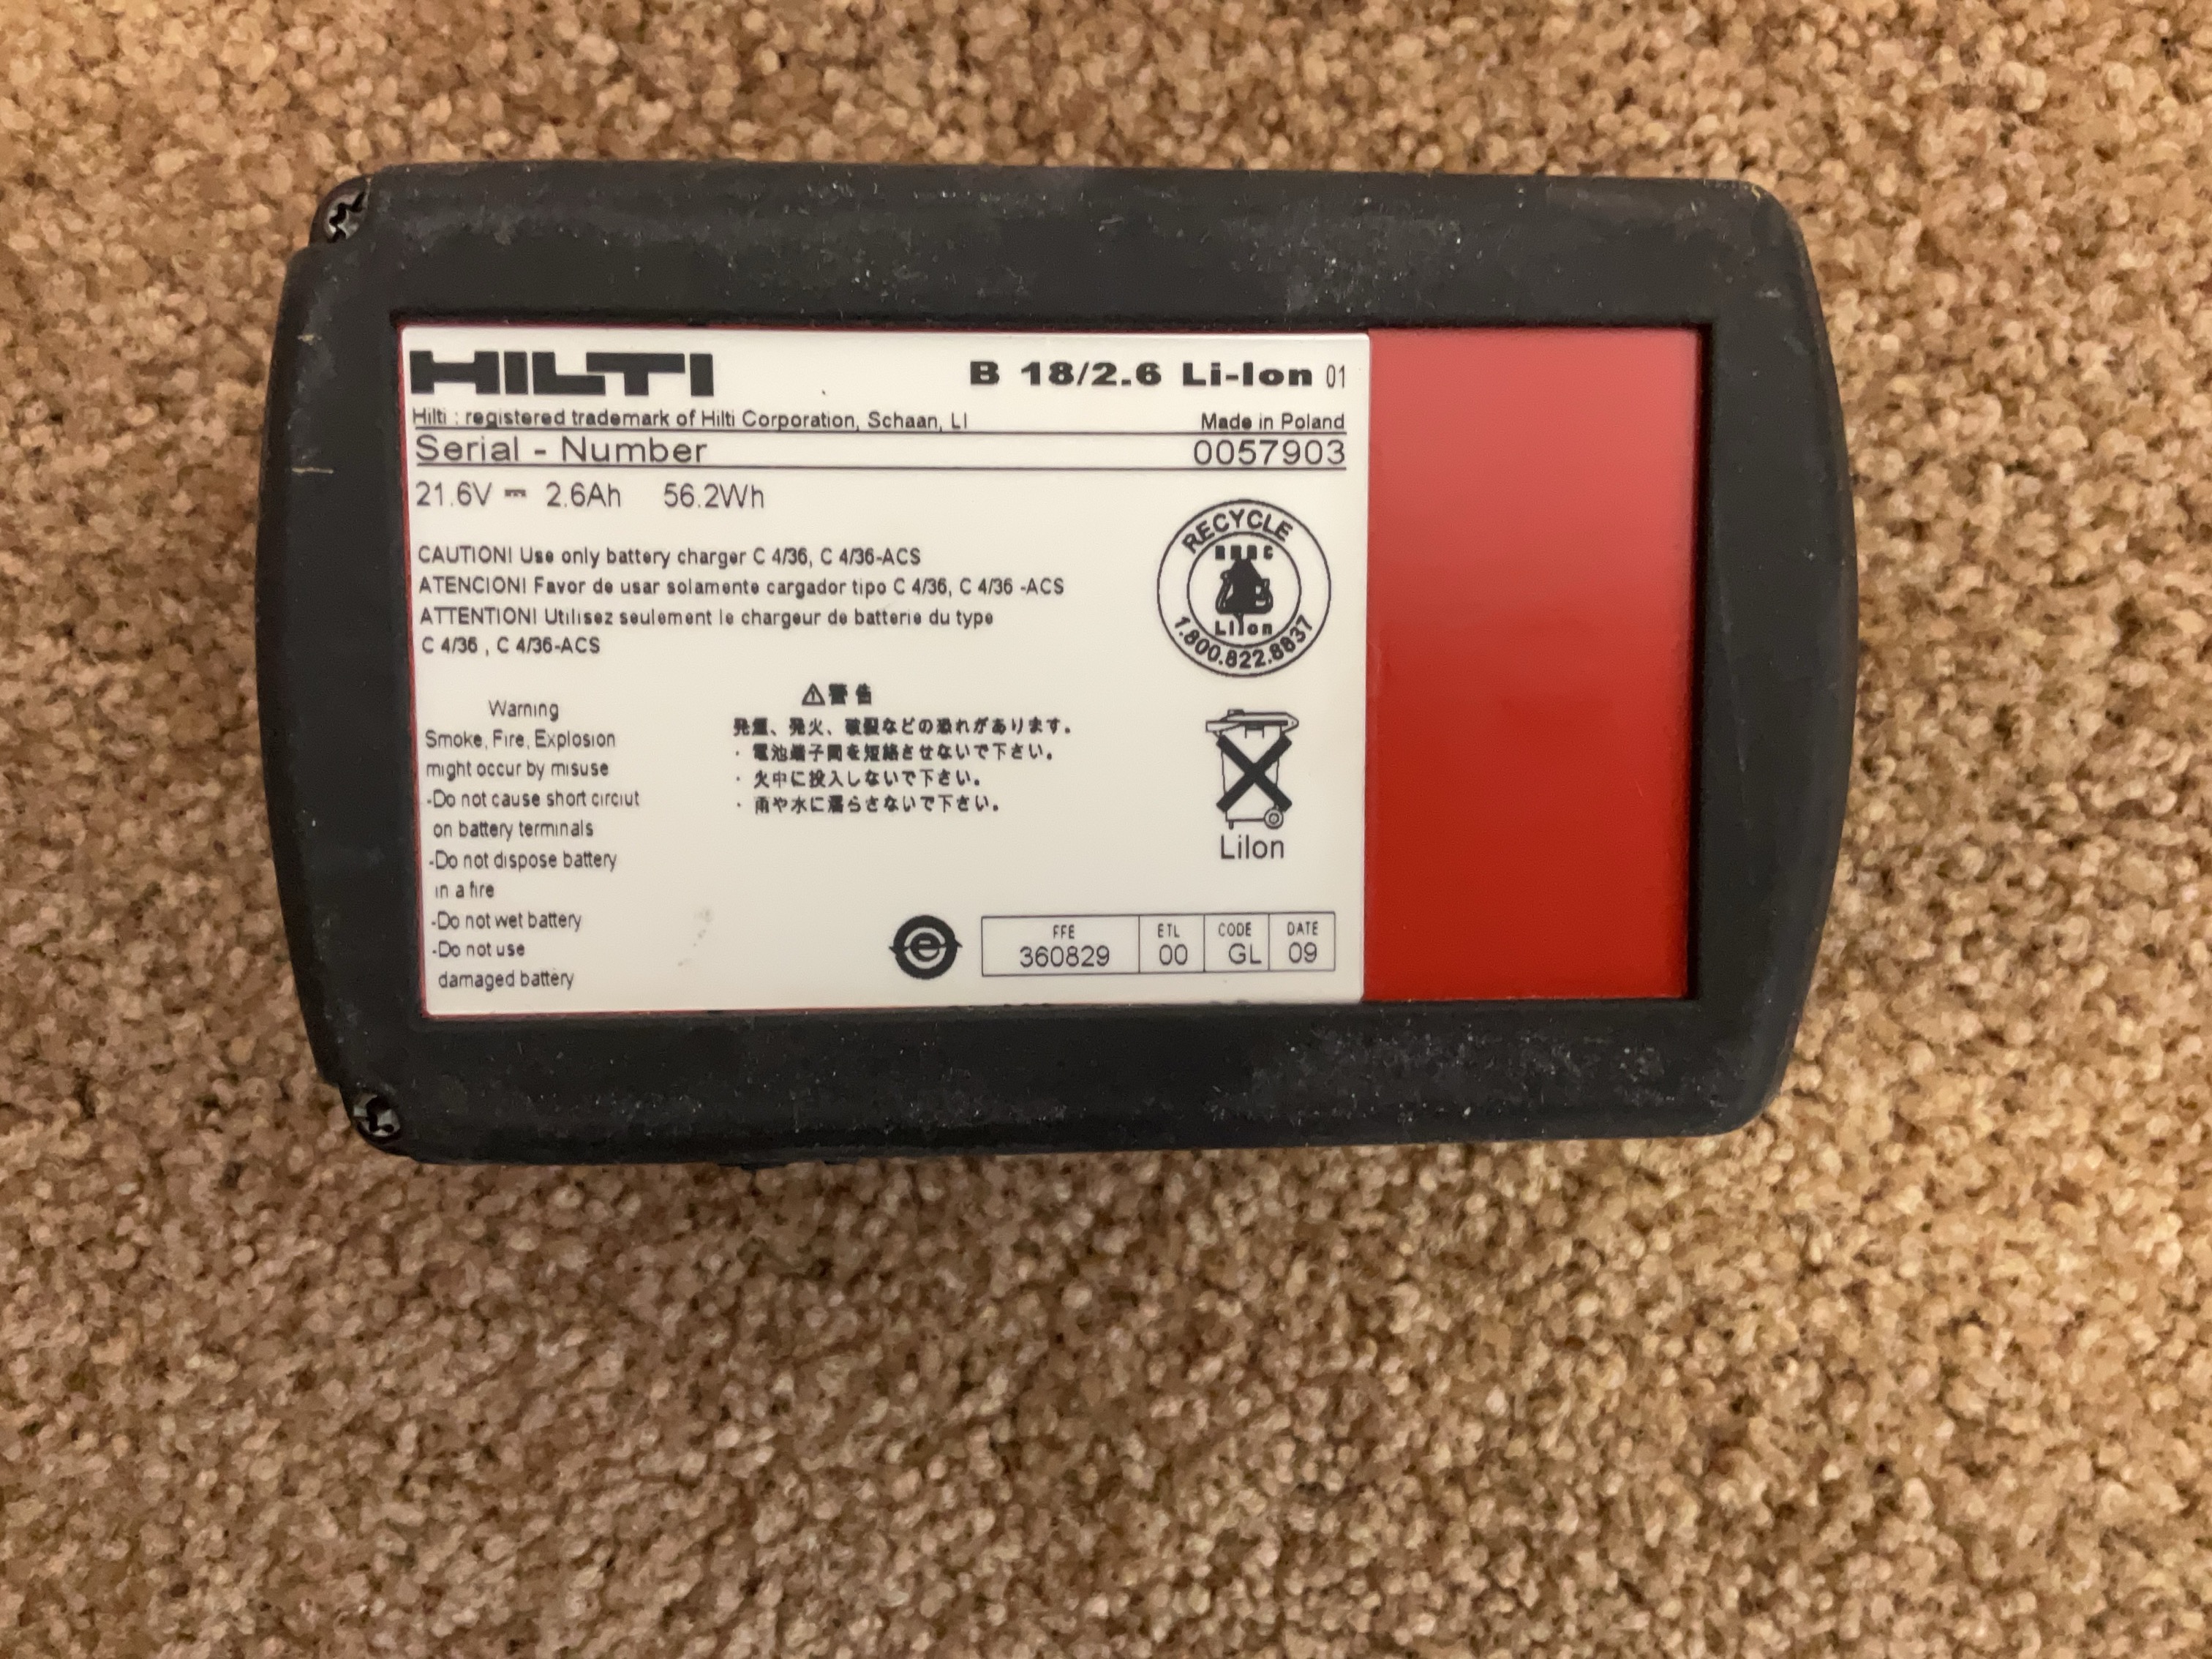 HILTI
B 18/2.6 Li-Ion 01
Hilti : registered trademark of Hilti Corporation, Schaan, LI
Made in Poland
Serial - Number 0057903
21.6V ⎓ 2.6Ah 56.2Wh
CAUTION! Use only battery charger C 4/36, C 4/36-ACS
ATENCION! Favor de usar solamente cargador tipo C 4/36, C 4/36 -ACS
ATTENTION! Utilisez seulement le chargeur de batterie du type
C 4/36 , C 4/36-ACS
RECYCLE
RBRC
Li Ion
1.800.822.8837
Warning
Smoke, Fire, Explosion
might occur by misuse
-Do not cause short circiut
on battery terminals
-Do not dispose battery
in a fire
-Do not wet battery
-Do not use
damaged battery
⚠警告
発煙、発火、破裂などの恐れがあります。
・電池端子間を短絡させないで下さい。
・火中に投入しないで下さい。
・雨や水に濡らさないで下さい。
LiIon
e
FFE ETL CODE DATE
360829 00 GL 09